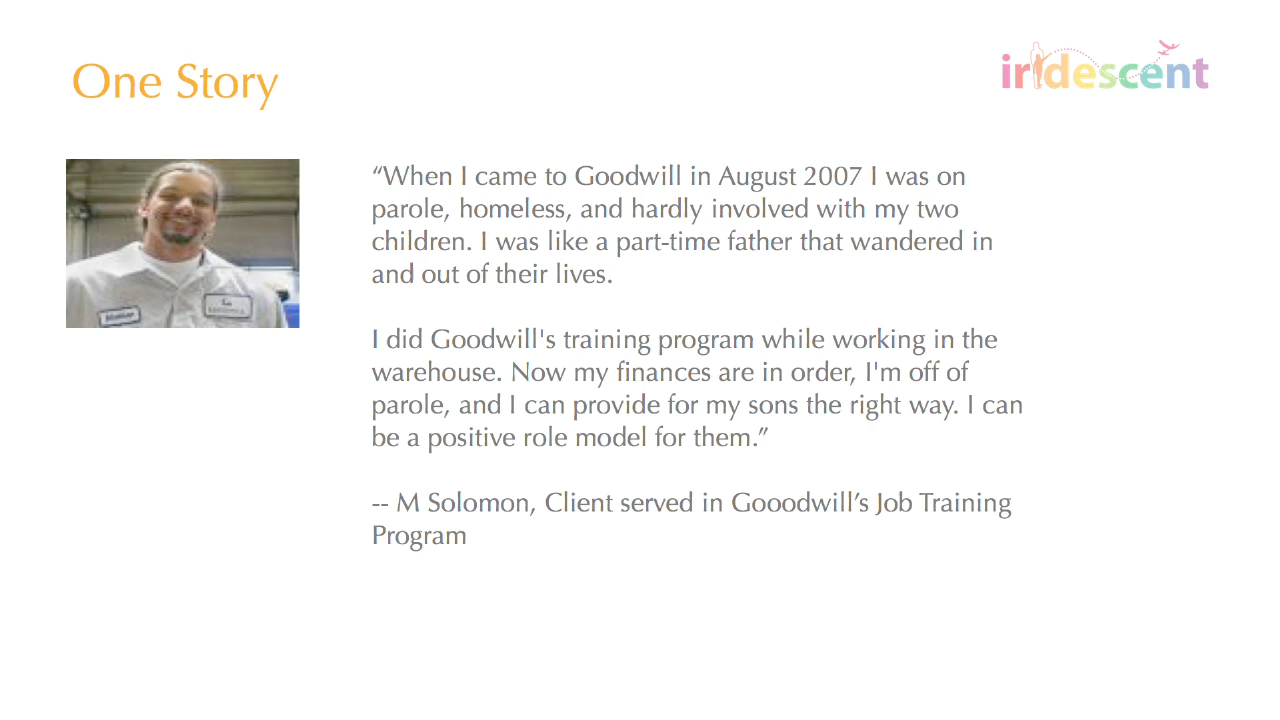 One Story
iridescent
“When I came to Goodwill in August 2007 I was on
parole, homeless, and hardly involved with my two
children. I was like a part-time father that wandered in
and out of their lives.
I did Goodwill's training program while working in the
warehouse. Now my finances are in order, I'm off of
parole, and I can provide for my sons the right way. I can
be a positive role model for them.”
-- M Solomon, Client served in Gooodwill’s Job Training
Program